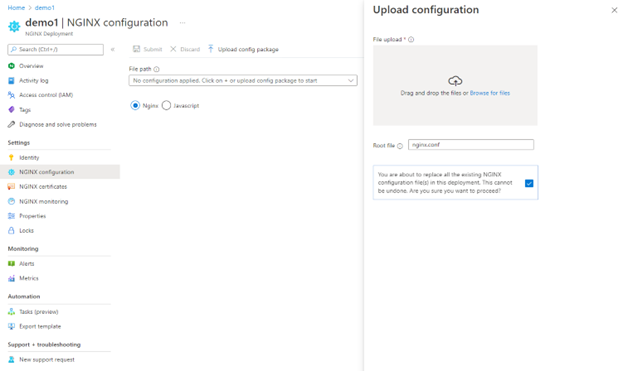 Home > demo1
demo1 | NGINX configuration ...
NGINX Deployment
Search (Ctrl+/)
«
Overview
Activity log
Access control (IAM)
Tags
Diagnose and solve problems
Settings
Identity
NGINX configuration
NGINX certificates
NGINX monitoring
Properties
Locks
Monitoring
Alerts
Metrics
Automation
Tasks (preview)
Export template
Support + troubleshooting
New support request
Submit Discard Upload config package
File path
No configuration applied. Click on + or upload config package to start
Nginx Javascript
Upload configuration
File upload *
Drag and drop the files or Browse for files
Root file nginx.conf
You are about to replace all the existing NGINX
configuration file(s) in this deployment. This cannot
be undone. Are you sure you want to proceed?